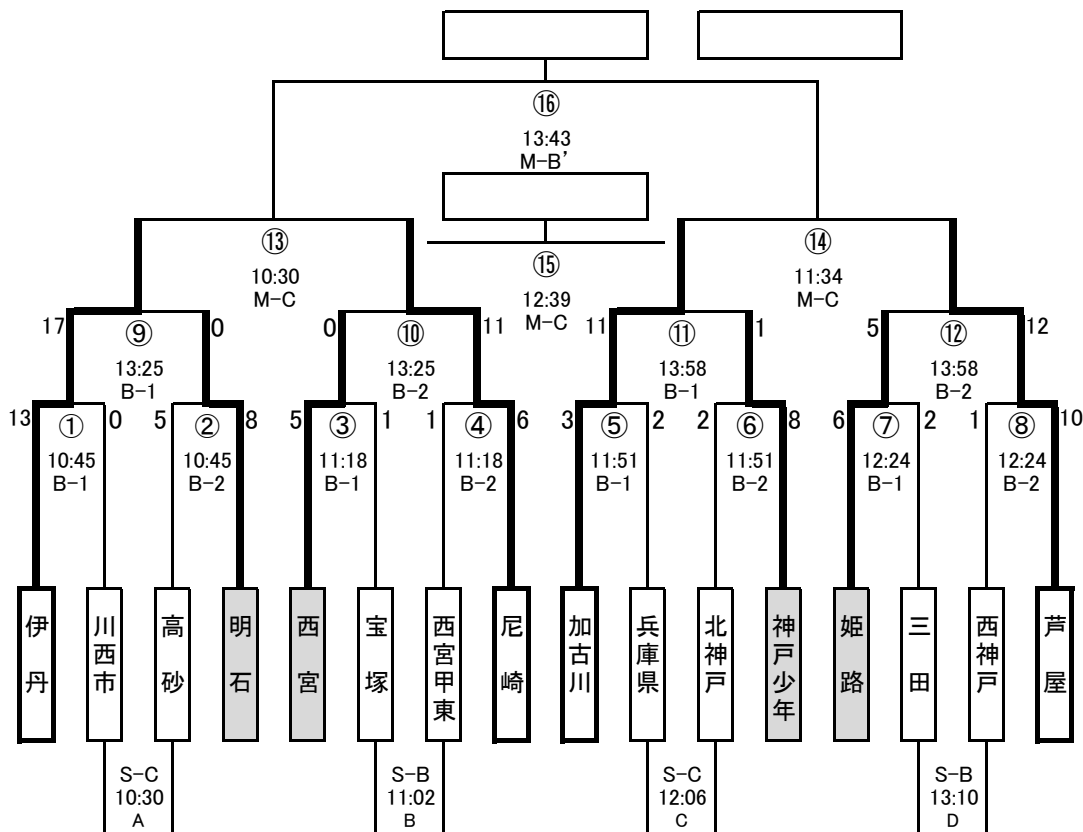 ⑯
13:43
M-B’
⑬ ⑮ ⑭
10:30 12:39 11:34
M-C M-C M-C
17 ⑨ 0 0 ⑩ 11 11 ⑪ 1 5 ⑫ 12
13:25 13:25 13:58 13:58
B-1 B-2 B-1 B-2
13 ① 0 5 ② 8 5 ③ 1 1 ④ 6 3 ⑤ 2 2 ⑥ 8 6 ⑦ 2 1 ⑧ 10
10:45 10:45 11:18 11:18 11:51 11:51 12:24 12:24
B-1 B-2 B-1 B-2 B-1 B-2 B-1 B-2
伊丹
川西市
高砂
明石
西宮
宝塚
西宮甲東
尼崎
加古川
兵庫県
北神戸
神戸少年
姫路
三田
西神戸
芦屋
S-C S-B S-C S-B
10:30 11:02 12:06 13:10
A B C D